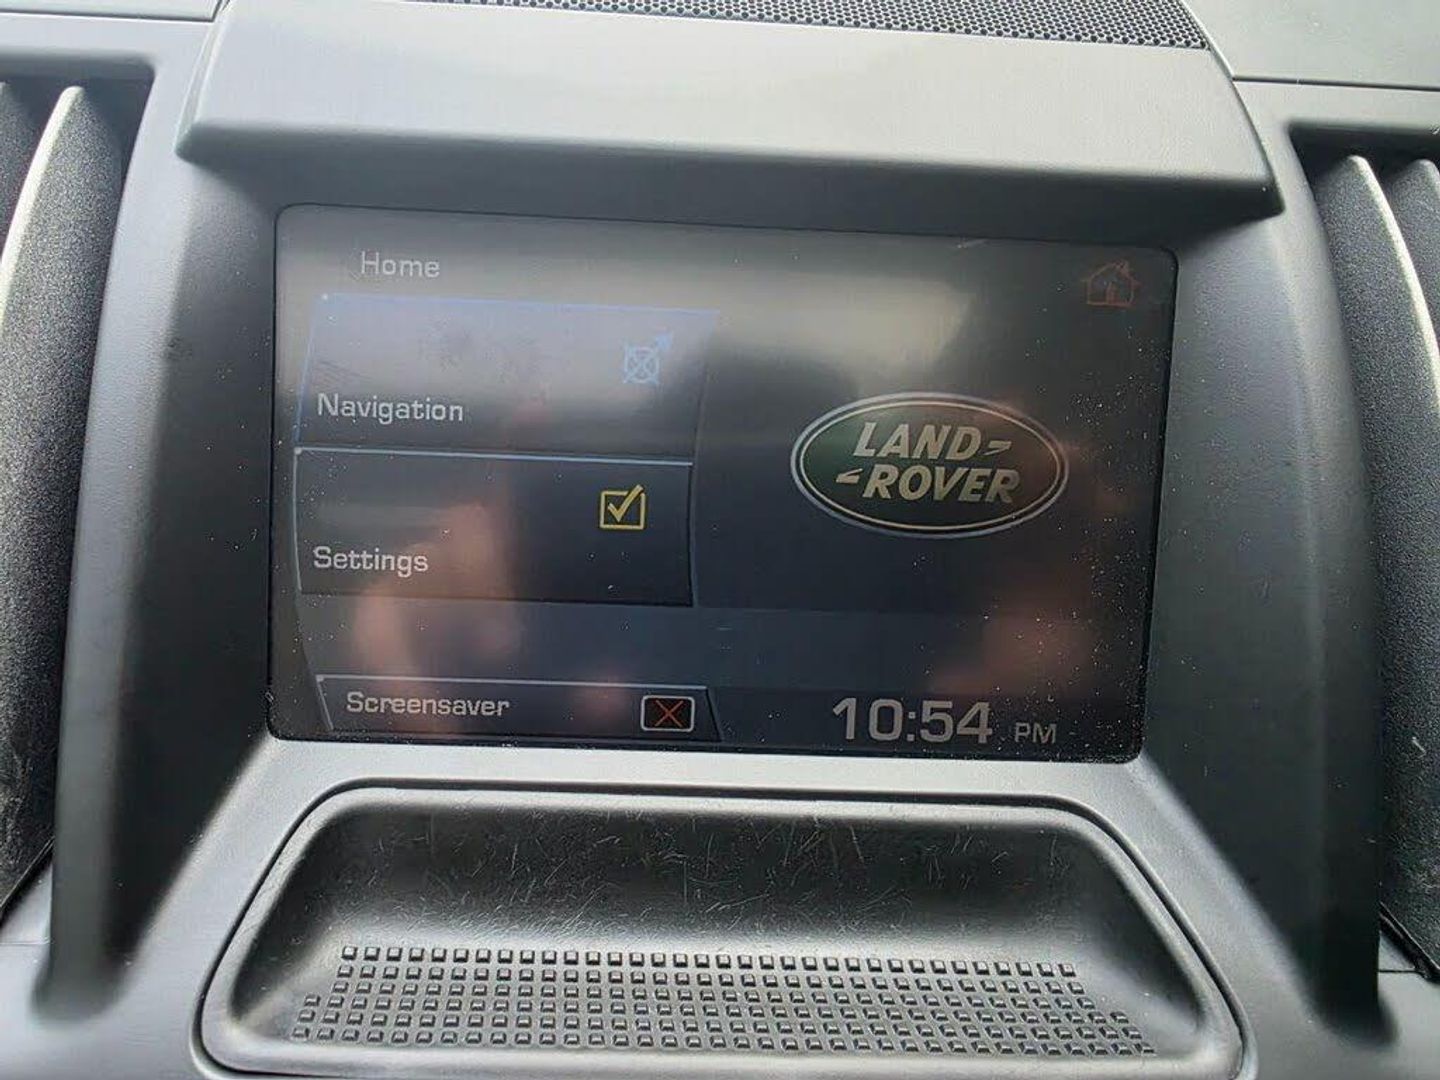 Home
Navigation
LAND
ROVER
Settings
Screensaver
10:54 PM